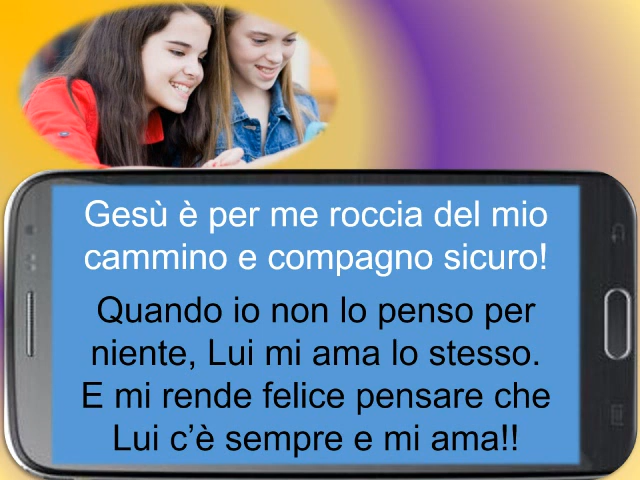 Gesù è per me roccia del mio
cammino e compagno sicuro!
Quando io non lo penso per
niente, Lui mi ama lo stesso.
E mi rende felice pensare che
Lui c’è sempre e mi ama!!